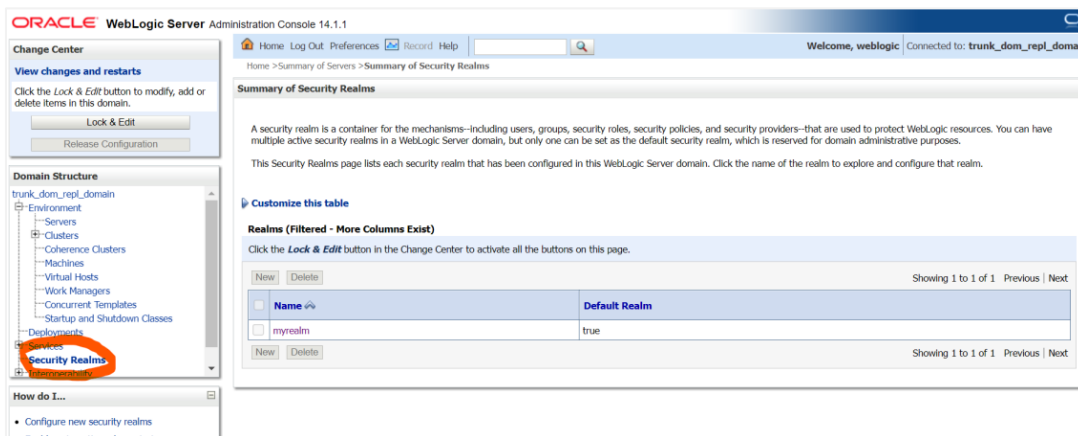 ORACLE WebLogic Server Administration Console 14.1.1
Change Center
View changes and restarts
Click the Lock & Edit button to modify, add or
delete items in this domain.
Lock & Edit
Release Configuration
Domain Structure
trunk_dom_repl_domain
Environment
Servers
Clusters
Coherence Clusters
Machines
Virtual Hosts
Work Managers
Concurrent Templates
Startup and Shutdown Classes
Deployments
Services
Security Realms
Interoperability
How do I...
Configure new security realms
Home Log Out Preferences Record Help
Welcome, weblogic Connected to: trunk_dom_repl_doma
Home >Summary of Servers >Summary of Security Realms
Summary of Security Realms
A security realm is a container for the mechanisms--including users, groups, security roles, security policies, and security providers--that are used to protect WebLogic resources. You can have
multiple active security realms in a WebLogic Server domain, but only one can be set as the default security realm, which is reserved for domain administrative purposes.
This Security Realms page lists each security realm that has been configured in this WebLogic Server domain. Click the name of the realm to explore and configure that realm.
Customize this table
Realms (Filtered - More Columns Exist)
Click the Lock & Edit button in the Change Center to activate all the buttons on this page.
New Delete Showing 1 to 1 of 1 Previous | Next
Name Default Realm
myrealm true
New Delete Showing 1 to 1 of 1 Previous | Next